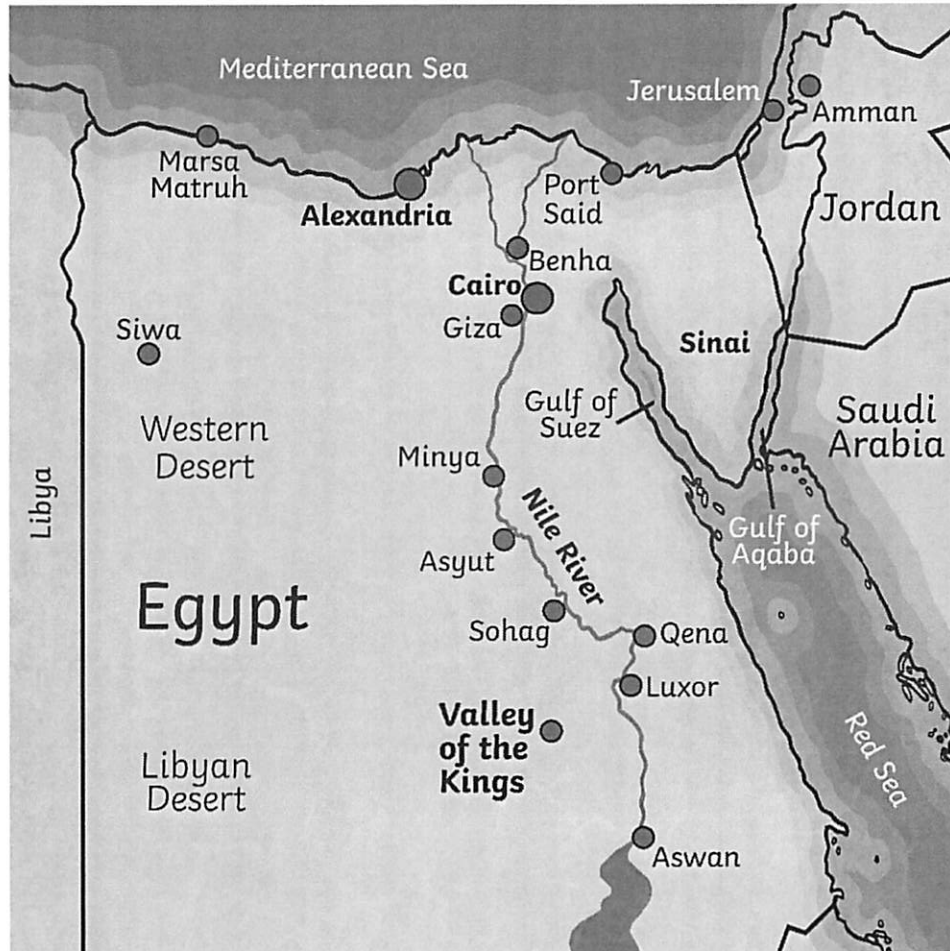 Mediterranean Sea
Jerusalem
Amman
Marsa
Matruh
Alexandria
Port
Said
Jordan
Benha
Cairo
Giza
Siwa
Sinai
Gulf of
Suez
Saudi
Arabia
Western
Desert
Minya
Libya
Nile River
Gulf of
Aqaba
Asyut
Egypt
Sohag
Qena
Luxor
Valley
of the
Kings
Red Sea
Libyan
Desert
Aswan